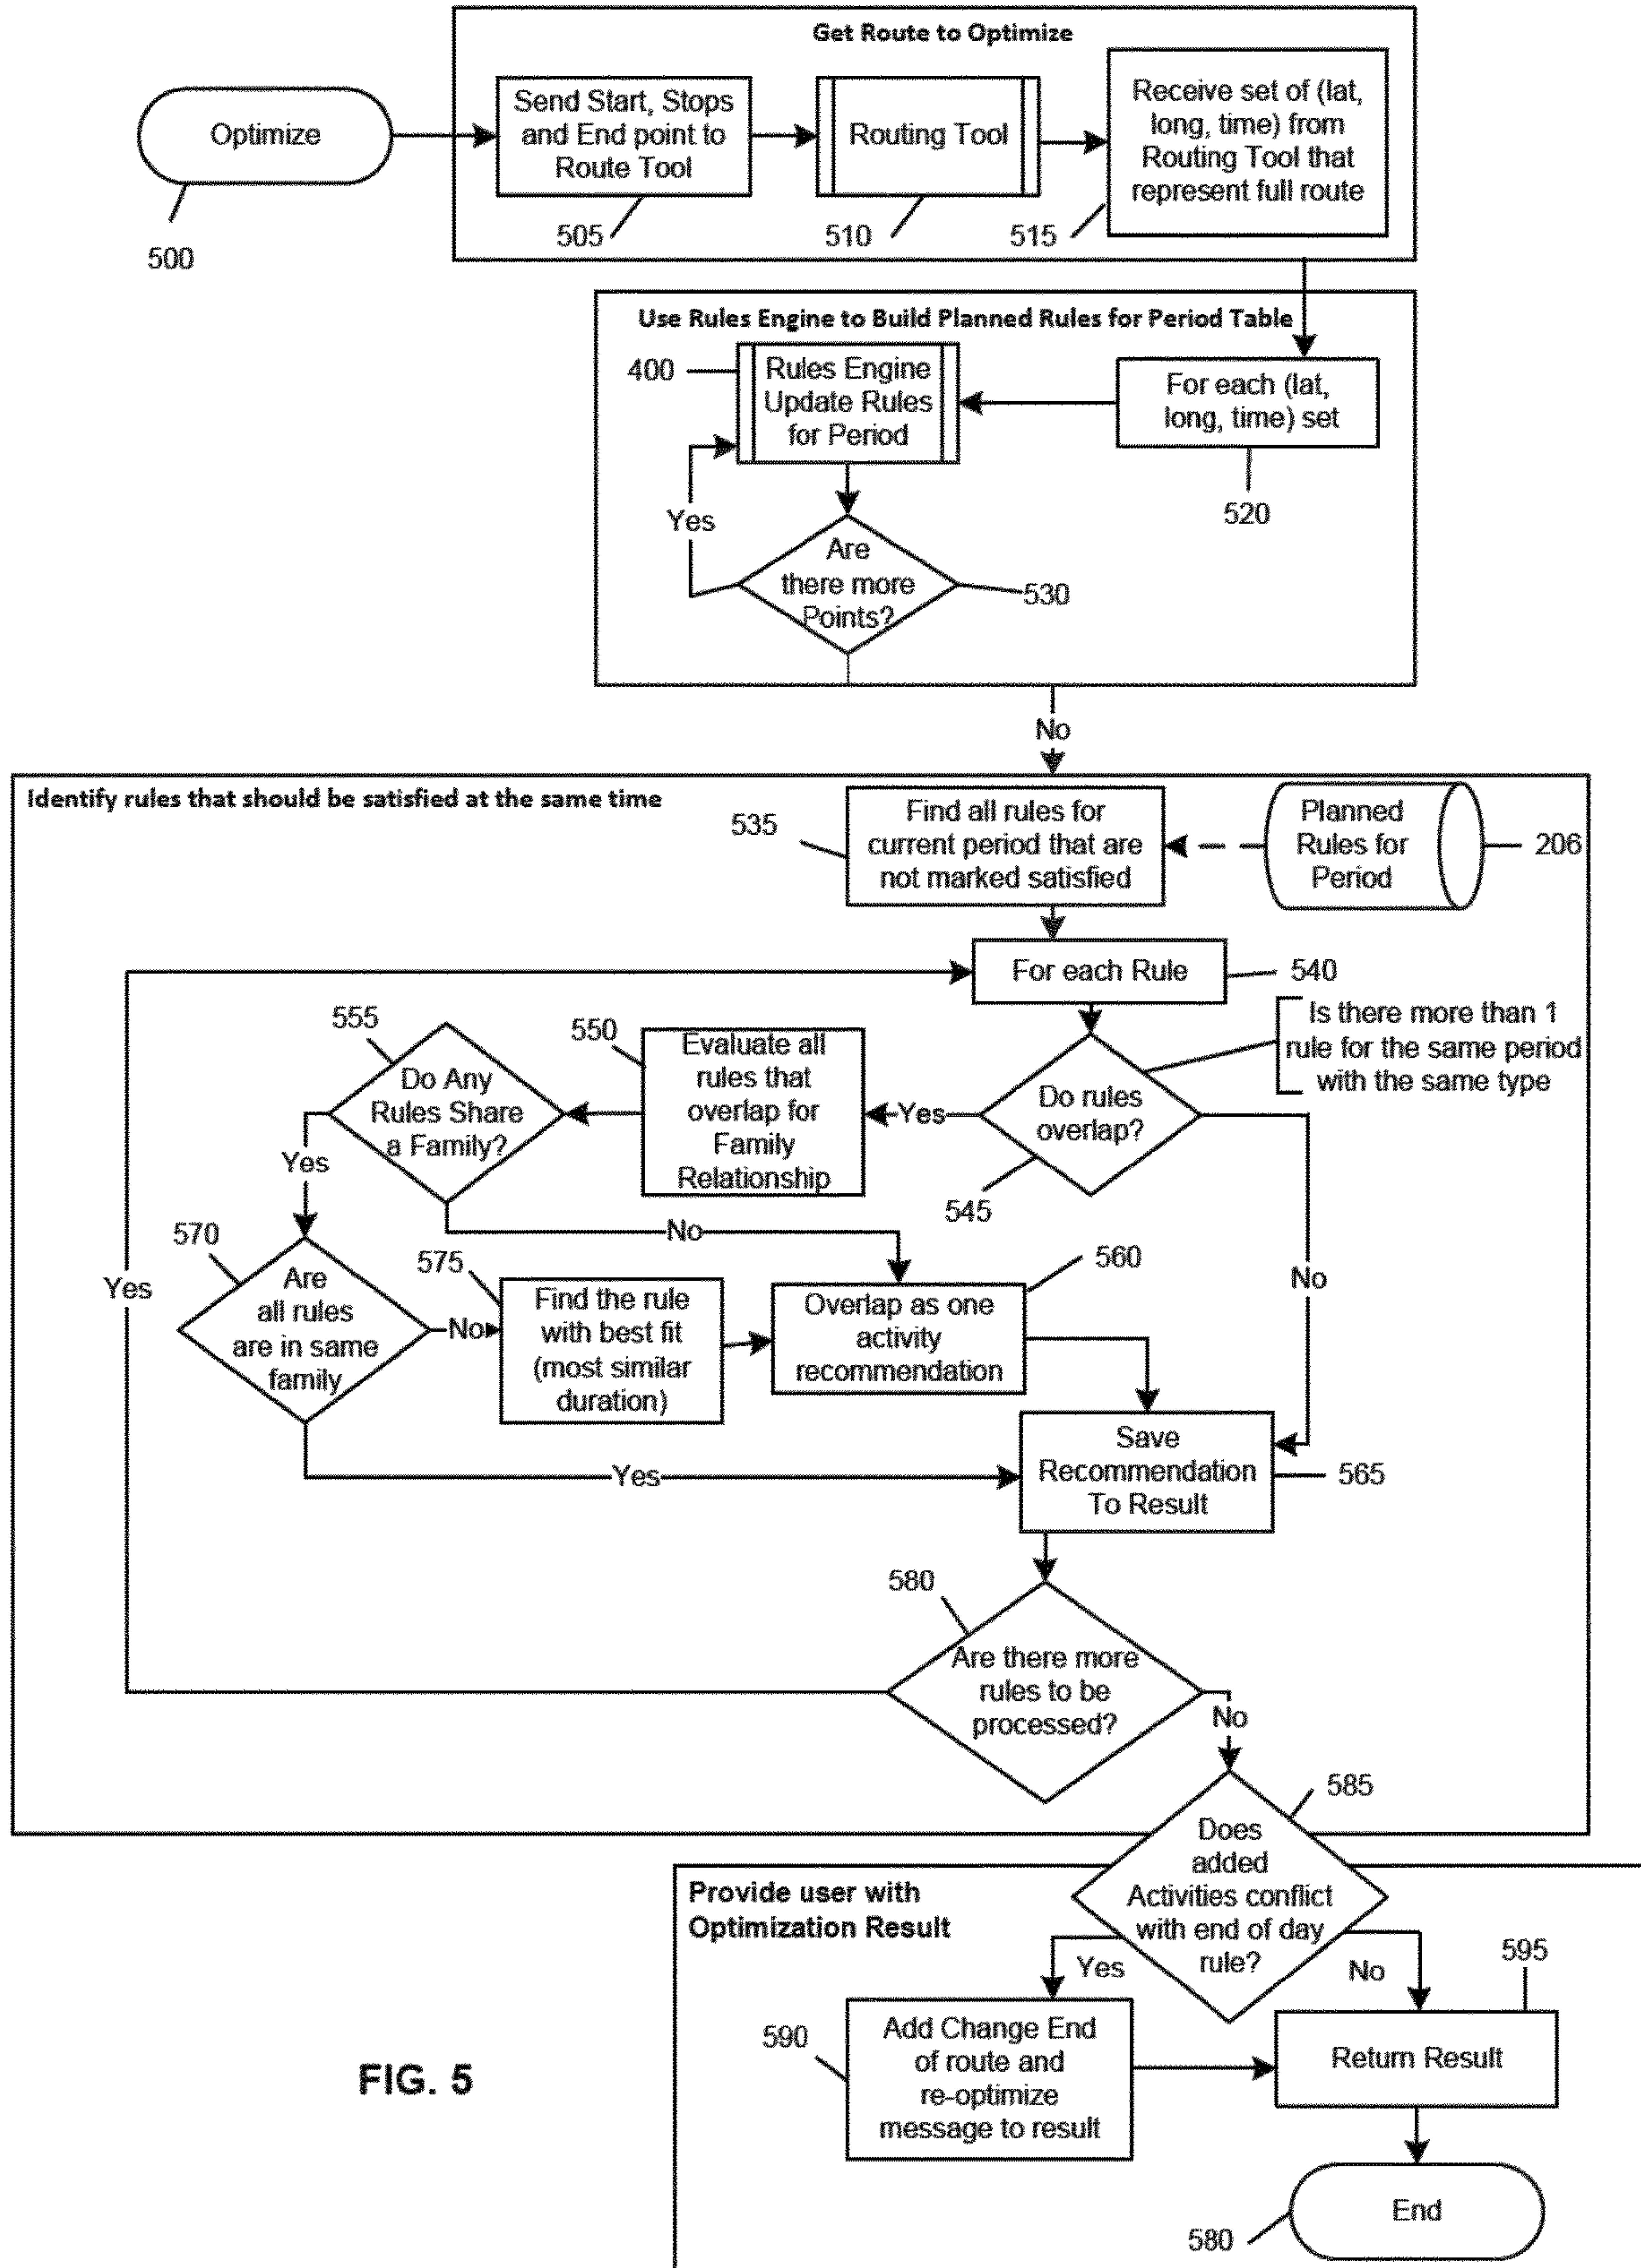 Get Route to Optimize
Optimize
500
Send Start, Stops
and End point to
Route Tool
505
Routing Tool
510
Receive set of (lat,
long, time) from
Routing Tool that
represent full route
515
Use Rules Engine to Build Planned Rules for Period Table
400
Rules Engine
Update Rules
for Period
For each (lat,
long, time) set
520
Yes
Are
there more
Points?
530
No
Identify rules that should be satisfied at the same time
535
Find all rules for
current period that are
not marked satisfied
Planned
Rules for
Period
206
For each Rule
540
Is there more than 1
rule for the same period
with the same type
555
Do Any
Rules Share
a Family?
550
Evaluate all
rules that
overlap for
Family
Relationship
Yes
Do rules
overlap?
545
Yes
No
No
570
Are
all rules
are in same
family
Yes
No
575
Find the rule
with best fit
(most similar
duration)
560
Overlap as one
activity
recommendation
Yes
Save
Recommendation
To Result
565
580
Are there more
rules to be
processed?
No
585
Does
added
Activities conflict
with end of day
rule?
Provide user with
Optimization Result
Yes
No
595
590
Add Change End
of route and
re-optimize
message to result
Return Result
FIG. 5
End
580